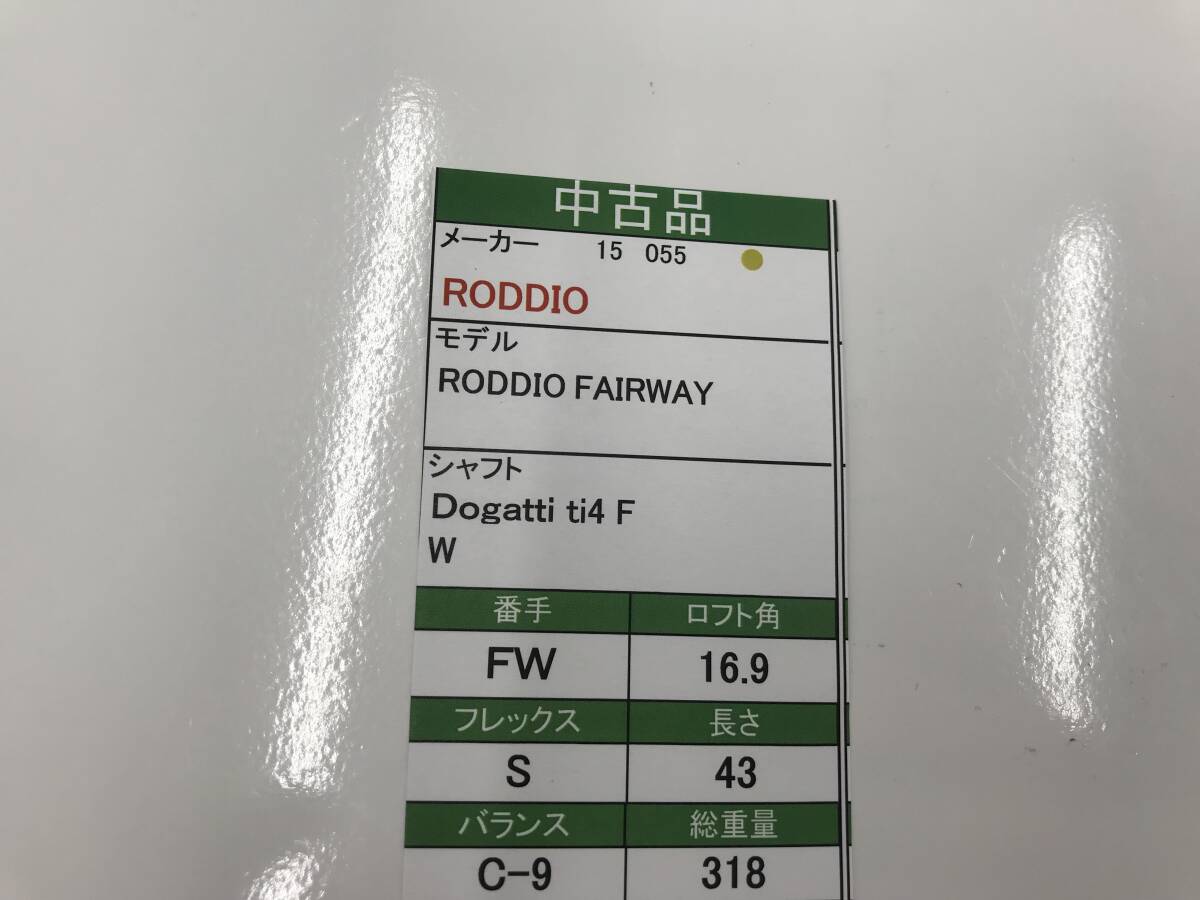 中古品
メーカー 15 055
RODDIO
モデル
RODDIO FAIRWAY
シャフト
Dogatti ti4 F
W
番手 ロフト角
FW 16.9
フレックス 長さ
S 43
バランス 総重量
C-9 318